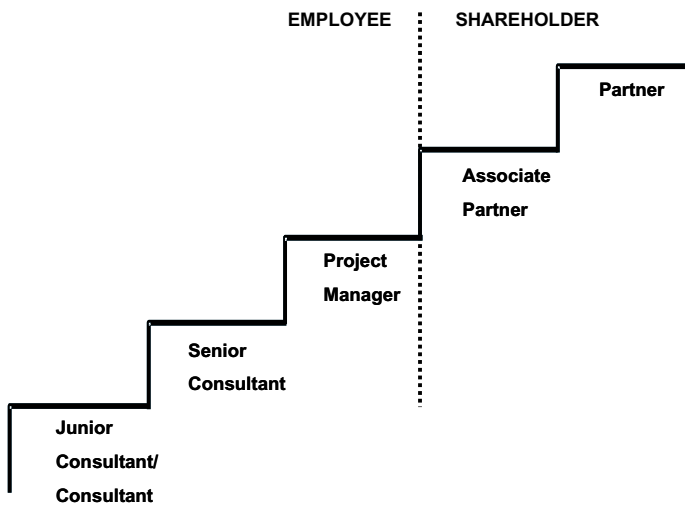 EMPLOYEE
SHAREHOLDER
Partner
Associate
Partner
Project
Manager
Senior
Consultant
Junior
Consultant/
Consultant